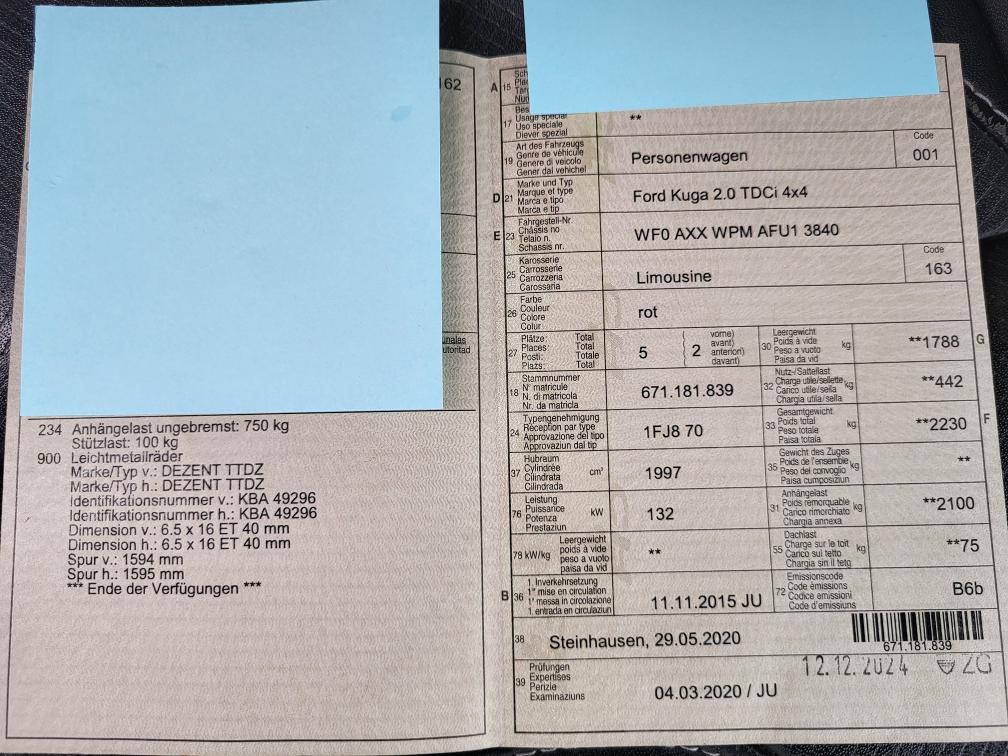 162
unalas
utoritad
234 Anhängelast ungebremst: 750 kg
Stützlast: 100 kg
900 Leichtmetallräder
Marke/Typ v.: DEZENT TTDZ
Marke/Typ h.: DEZENT TTDZ
Identifikationsnummer v.: KBA 49296
Identifikationsnummer h.: KBA 49296
Dimension v.: 6.5 x 16 ET 40 mm
Dimension h.: 6.5 x 16 ET 40 mm
Spur v.: 1594 mm
Spur h.: 1595 mm
*** Ende der Verfügungen ***
A 15
17 Usage spécial
Uso speciale
Diever spezial
**
19 Art des Fahrzeugs
Genre de véhicule
Genere di veicolo
Gener dal vehichel
Personenwagen
Code
001
D 21 Marke und Typ
Marque et type
Marca e tipo
Marca e tip
Ford Kuga 2.0 TDCi 4x4
E 23 Fahrgestell-Nr.
Châssis no
Telaio n.
Schassis nr.
WF0 AXX WPM AFU1 3840
25 Karosserie
Carrosserie
Carrozzeria
Carossaria
Limousine
Code
163
26 Farbe
Couleur
Colore
Colur
rot
27 Plätze: Total
Places: Total
Posti: Totale
Plazs: Total
5 ( 2 vorne)
avant)
anteriori)
davant)
30 Leergewicht
Poids à vide kg
Peso a vuoto
Paisa da vid
**1788 G
18 Stammnummer
N° matricule
N. di matricola
Nr. da matricla
671.181.839
32 Nutz-/Sattellast
Charge utile/sellette kg
Carico utile/sella
Chargia utila/sella
**442
24 Typengenehmigung
Réception par type
Approvazione del tipo
Approvaziun dal tip
1FJ8 70
33 Gesamtgewicht
Poids total kg
Peso totale
Paisa totala
**2230 F
37 Hubraum
Cylindrée cm³
Cilindrata
Cilindrada
1997
35 Gewicht des Zuges
Poids de l'ensemble kg
Peso del convoglio
Paisa cumposiziun
**
76 Leistung
Puissance kW
Potenza
Prestaziun
132
31 Anhängelast
Poids remorquable kg
Carico rimorchiato
Chargia annexa
**2100
78 kW/kg Leergewicht
poids à vide
peso a vuoto
paisa da vid
**
55 Dachlast
Charge sur le toit kg
Carico sul tetto
Chargia sin il tetg
**75
B 36 1. Inverkehrsetzung
1re mise en circulation
1a messa in circolazione
1. entrada en circulaziun
11.11.2015 JU
72 Emissionscode
Code émissions
Codice emissioni
Code d'emissiuns
B6b
38 Steinhausen, 29.05.2020
671.181.839
12.12.2024 ZG
39 Prüfungen
Expertises
Perizie
Examinaziuns
04.03.2020 / JU